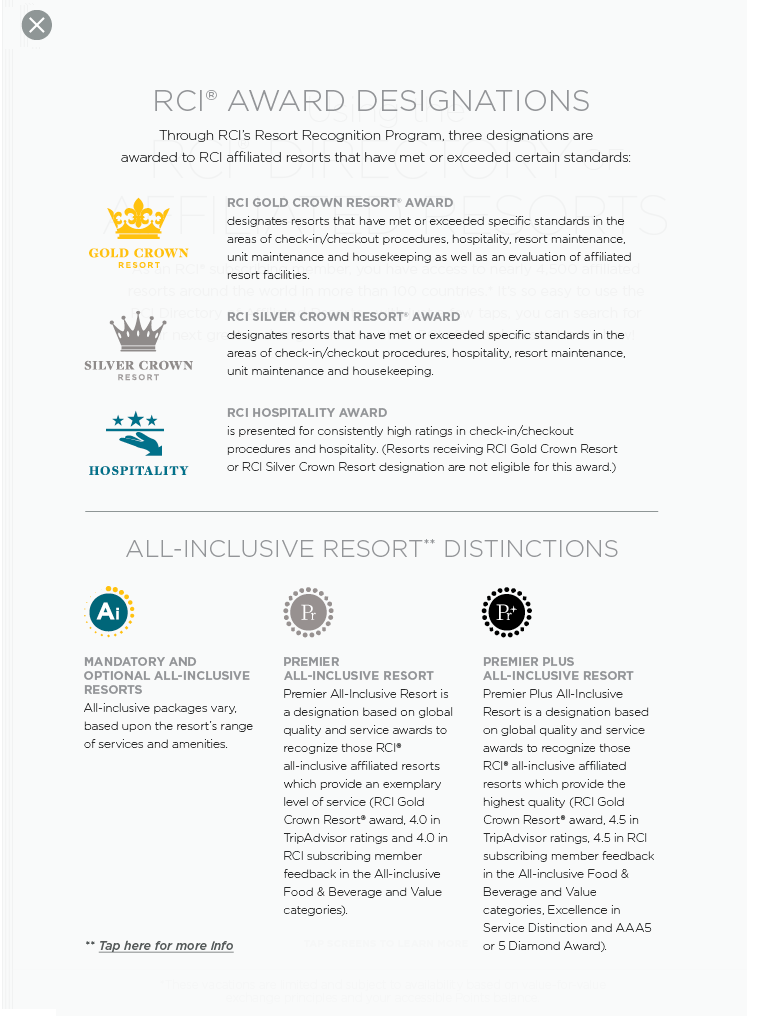 RCI® AWARD DESIGNATIONS
Through RCI's Resort Recognition Program, three designations are
awarded to RCI affiliated resorts that have met or exceeded certain standards:
GOLD CROWN
RESORT
RCI GOLD CROWN RESORT® AWARD
designates resorts that have met or exceeded specific standards in the
areas of check-in/checkout procedures, hospitality, resort maintenance,
unit maintenance and housekeeping as well as an evaluation of affiliated
resort facilities.
SILVER CROWN
RESORT
RCI SILVER CROWN RESORT® AWARD
designates resorts that have met or exceeded specific standards in the
areas of check-in/checkout procedures, hospitality, resort maintenance,
unit maintenance and housekeeping.
HOSPITALITY
RCI HOSPITALITY AWARD
is presented for consistently high ratings in check-in/checkout
procedures and hospitality. (Resorts receiving RCI Gold Crown Resort
or RCI Silver Crown Resort designation are not eligible for this award.)
ALL-INCLUSIVE RESORT** DISTINCTIONS
Ai
MANDATORY AND
OPTIONAL ALL-INCLUSIVE
RESORTS
All-inclusive packages vary,
based upon the resort's range
of services and amenities.
Pr
PREMIER
ALL-INCLUSIVE RESORT
Premier All-Inclusive Resort is
a designation based on global
quality and service awards to
recognize those RCI®
all-inclusive affiliated resorts
which provide an exemplary
level of service (RCI Gold
Crown Resort® award, 4.0 in
TripAdvisor ratings and 4.0 in
RCI subscribing member
feedback in the All-inclusive
Food & Beverage and Value
categories).
Pr+
PREMIER PLUS
ALL-INCLUSIVE RESORT
Premier Plus All-Inclusive
Resort is a designation based
on global quality and service
awards to recognize those
RCI® all-inclusive affiliated
resorts which provide the
highest quality (RCI Gold
Crown Resort® award, 4.5 in
TripAdvisor ratings, 4.5 in RCI
subscribing member feedback
in the All-inclusive Food &
Beverage and Value
categories, Excellence in
Service Distinction and AAA5
or 5 Diamond Award).
** Tap here for more Info